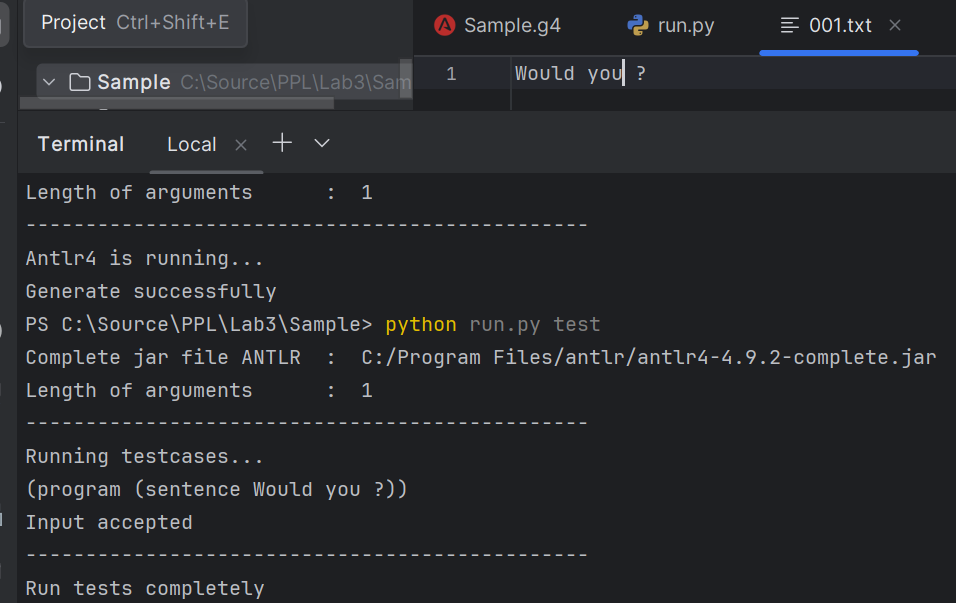 Project Ctrl+Shift+E
Sample.g4
run.py
001.txt
Sample C:\Source\PPL\Lab3\Sam
1 Would you ?
Terminal Local
Length of arguments : 1
-----------------------------------------------
Antlr4 is running...
Generate successfully
PS C:\Source\PPL\Lab3\Sample> python run.py test
Complete jar file ANTLR : C:/Program Files/antlr/antlr4-4.9.2-complete.jar
Length of arguments : 1
-----------------------------------------------
Running testcases...
(program (sentence Would you ?))
Input accepted
-----------------------------------------------
Run tests completely